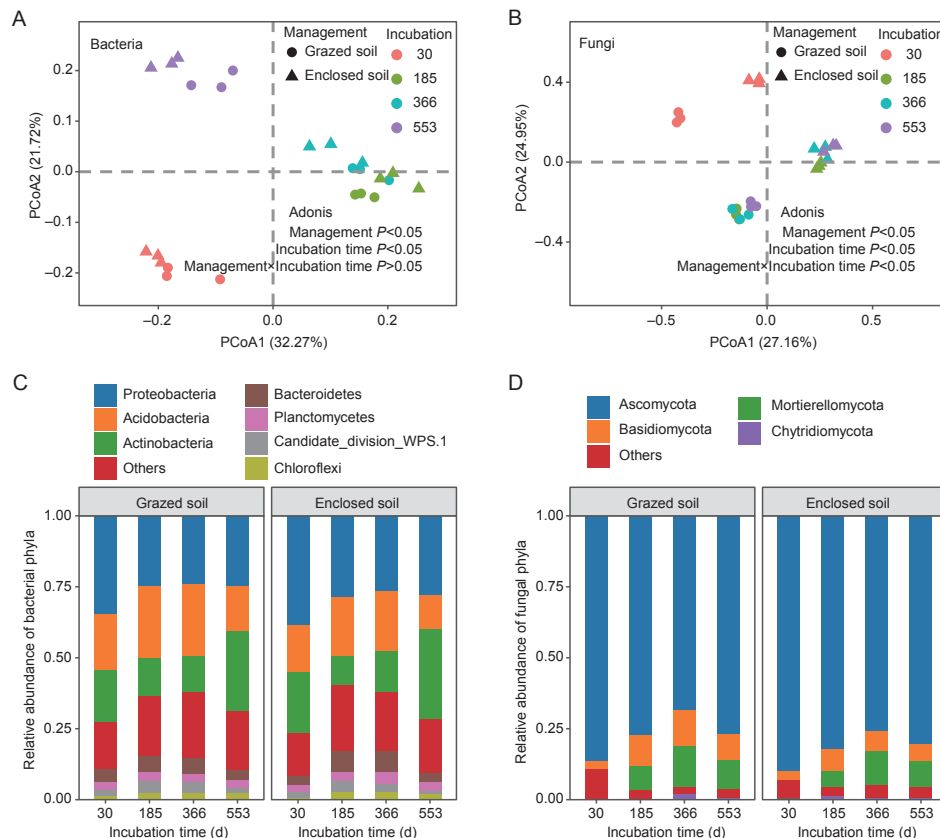 A
Bacteria
Management
Grazed soil
Enclosed soil
Incubation
30
185
366
553
0.2
0.1
0.0
–0.1
–0.2
PCoA2 (21.72%)
Adonis
Management P<0.05
Incubation time P<0.05
Management×Incubation time P>0.05
–0.2
0.0
0.2
PCoA1 (32.27%)
B
Fungi
Management
Grazed soil
Enclosed soil
Incubation
30
185
366
553
0.4
0.0
–0.4
PCoA2 (24.95%)
Adonis
Management P<0.05
Incubation time P<0.05
Management×Incubation time P<0.05
–0.5
0.0
0.5
PCoA1 (27.16%)
C
Proteobacteria
Acidobacteria
Actinobacteria
Others
Bacteroidetes
Planctomycetes
Candidate_division_WPS.1
Chloroflexi
Grazed soil
Enclosed soil
1.00
0.75
0.50
0.25
0.00
Relative abundance of bacterial phyla
30 185 366 553
30 185 366 553
Incubation time (d)
Incubation time (d)
D
Ascomycota
Basidiomycota
Others
Mortierellomycota
Chytridiomycota
Grazed soil
Enclosed soil
1.00
0.75
0.50
0.25
0.00
Relative abundance of fungal phyla
30 185 366 553
30 185 366 553
Incubation time (d)
Incubation time (d)